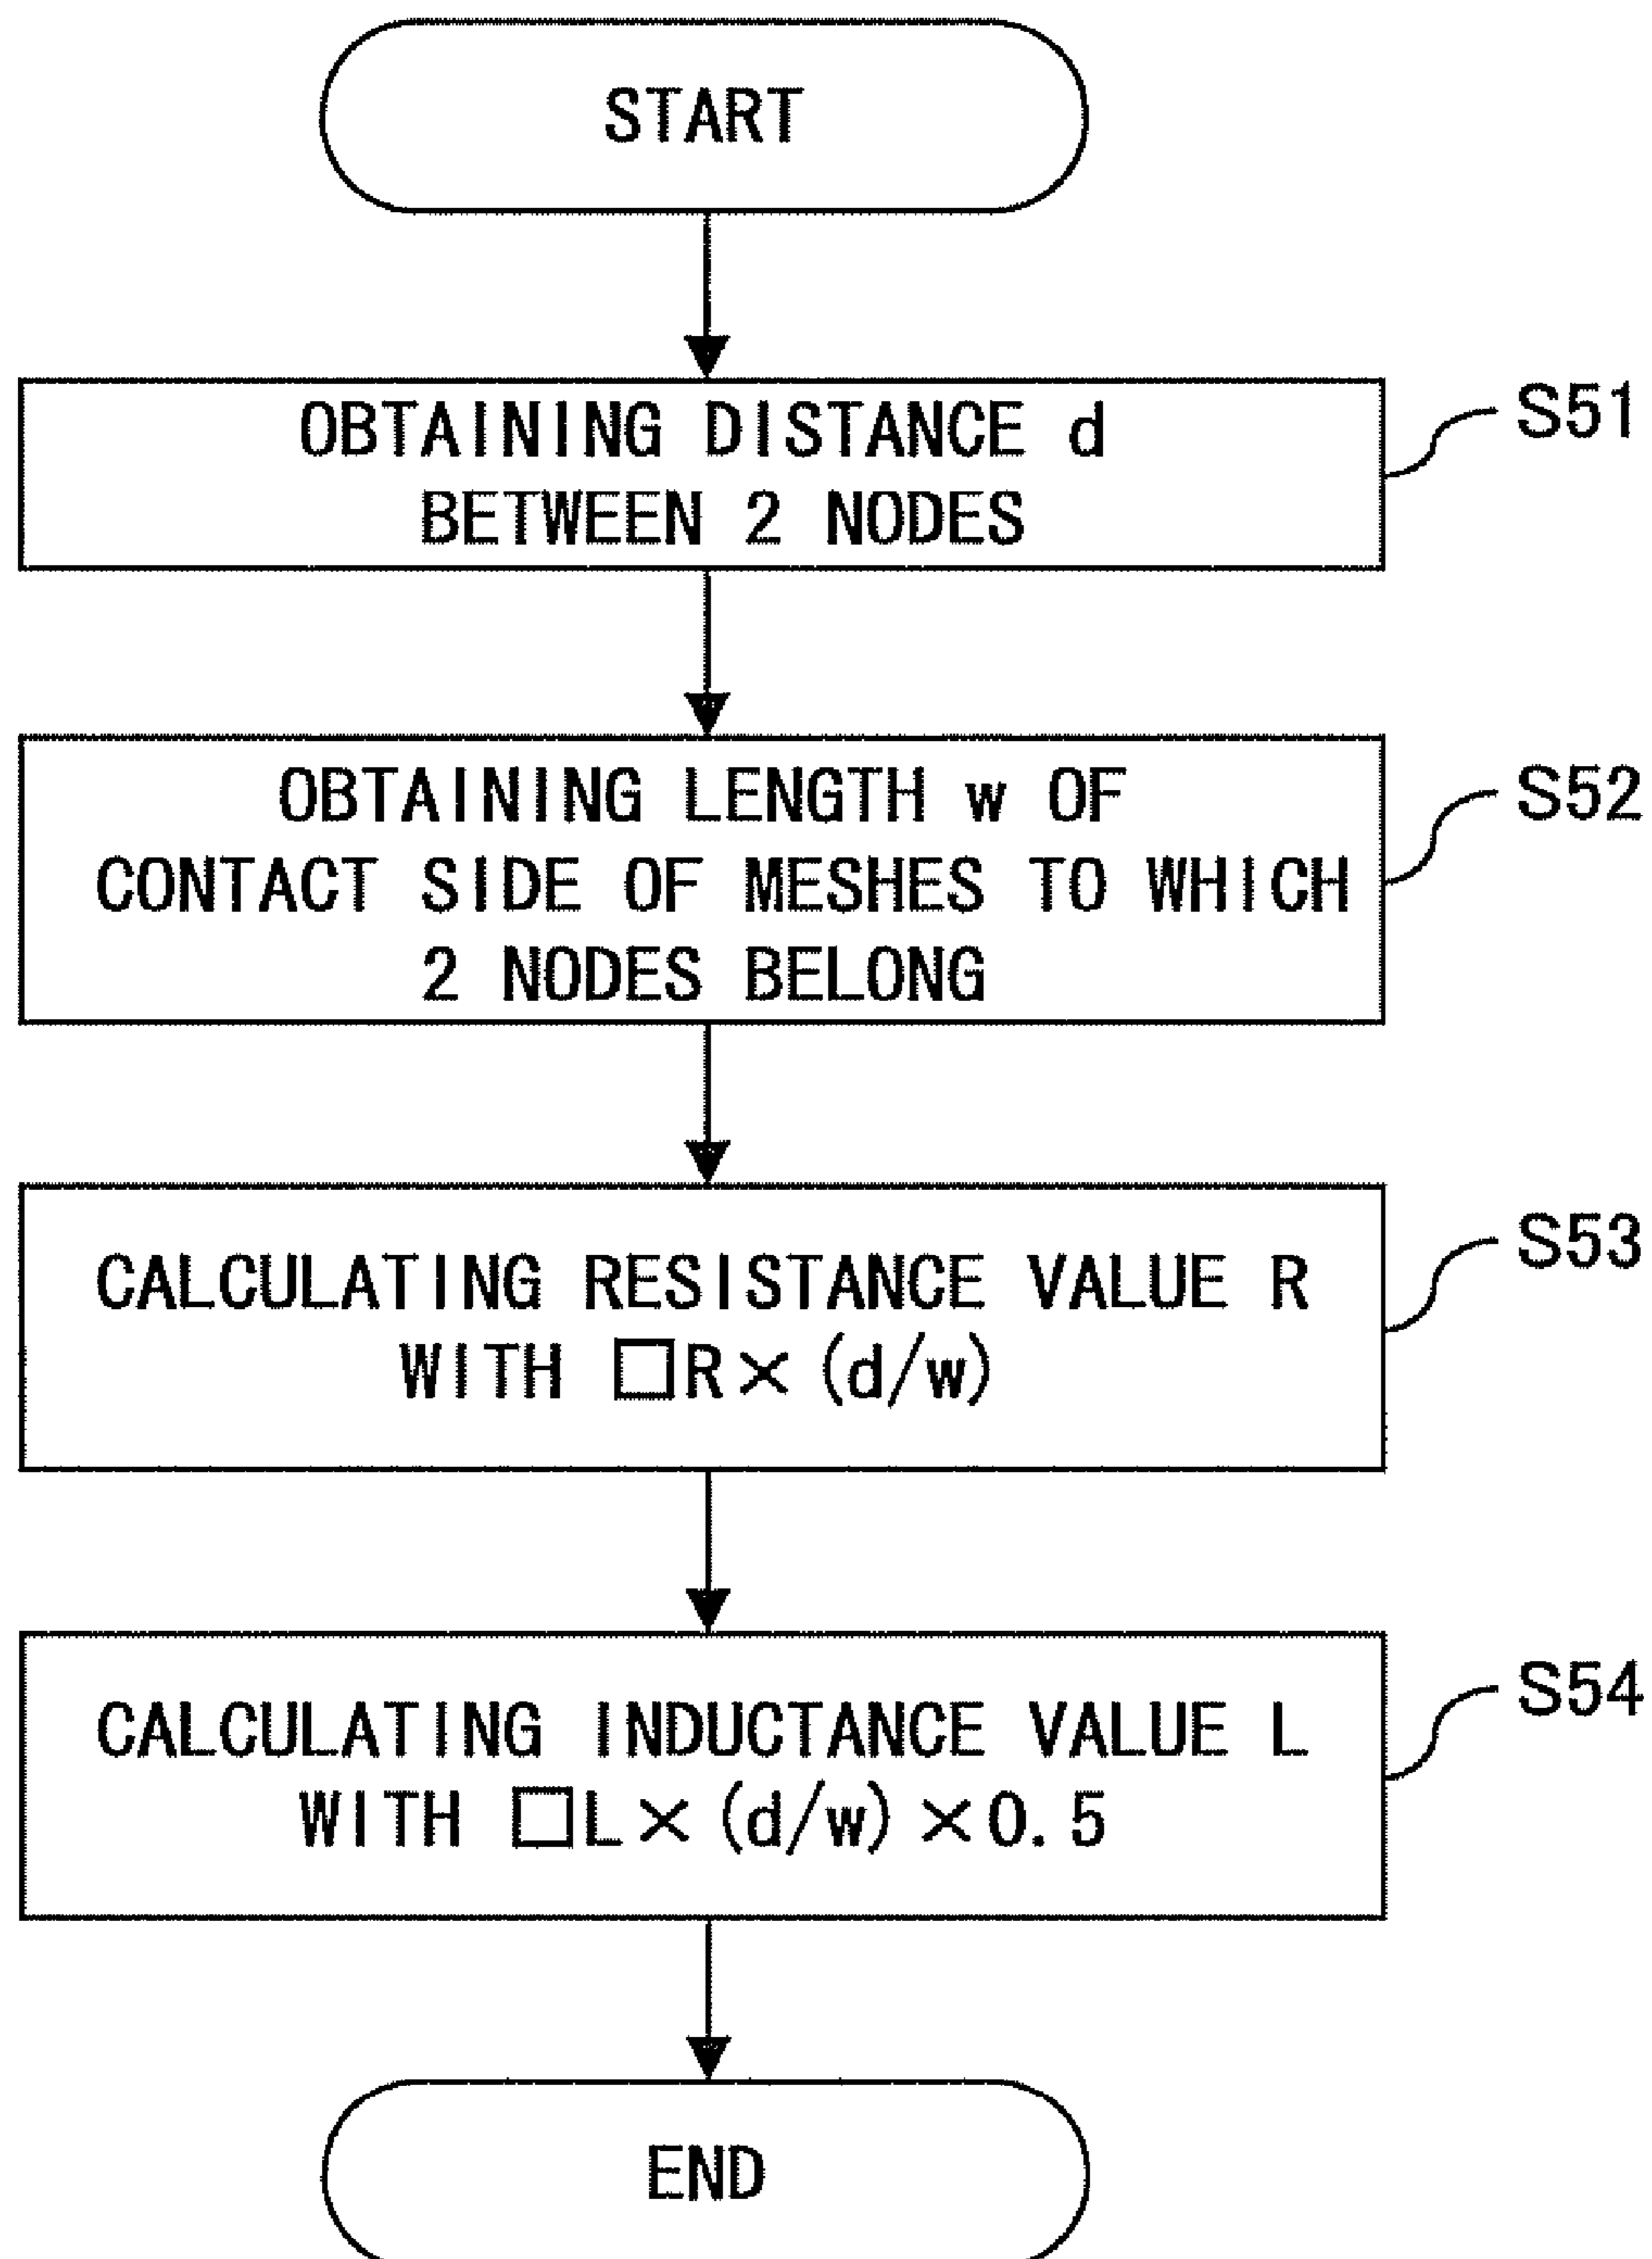 START
OBTAINING DISTANCE d
BETWEEN 2 NODES
S51
OBTAINING LENGTH w OF
CONTACT SIDE OF MESHES TO WHICH
2 NODES BELONG
S52
CALCULATING RESISTANCE VALUE R
WITH □R×(d/w)
S53
CALCULATING INDUCTANCE VALUE L
WITH □L×(d/w)×0.5
S54
END